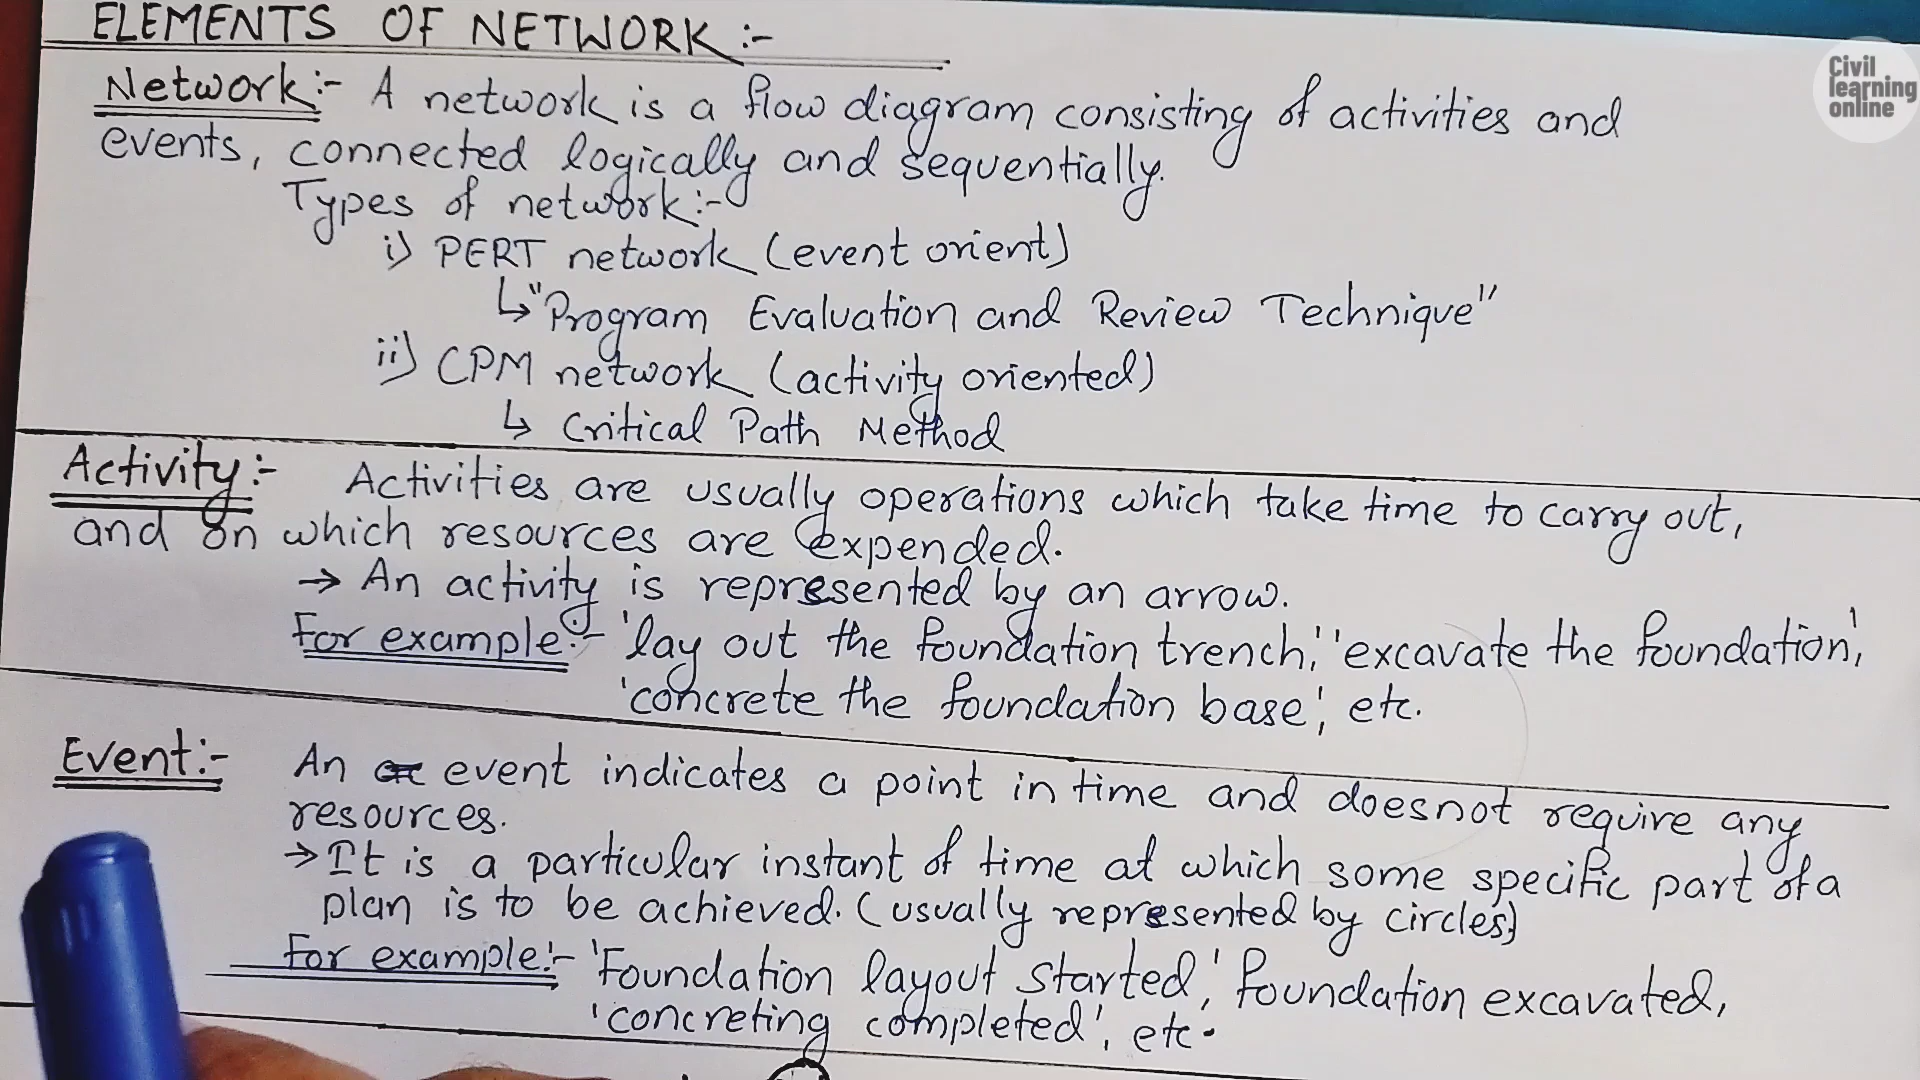 ELEMENTS OF NETWORK :-
Civil
learning
online
Network:- A network is a flow diagram consisting of activities and
events, connected logically and sequentially.
Types of network:-
i) PERT network (event orient)
↳ "Program Evaluation and Review Technique"
ii) CPM network (activity oriented)
↳ Critical Path Method
Activity:- Activities are usually operations which take time to carry out,
and on which resources are expended.
→ An activity is represented by an arrow.
For example:- 'lay out the foundation trench,' 'excavate the foundation,'
'concrete the foundation base', etc.
Event:- An event indicates a point in time and doesnot require any
resources.
→ It is a particular instant of time at which some specific part of a
plan is to be achieved. (usually represented by circles)
For example:- 'Foundation layout started,' foundation excavated,
'concreting completed', etc.